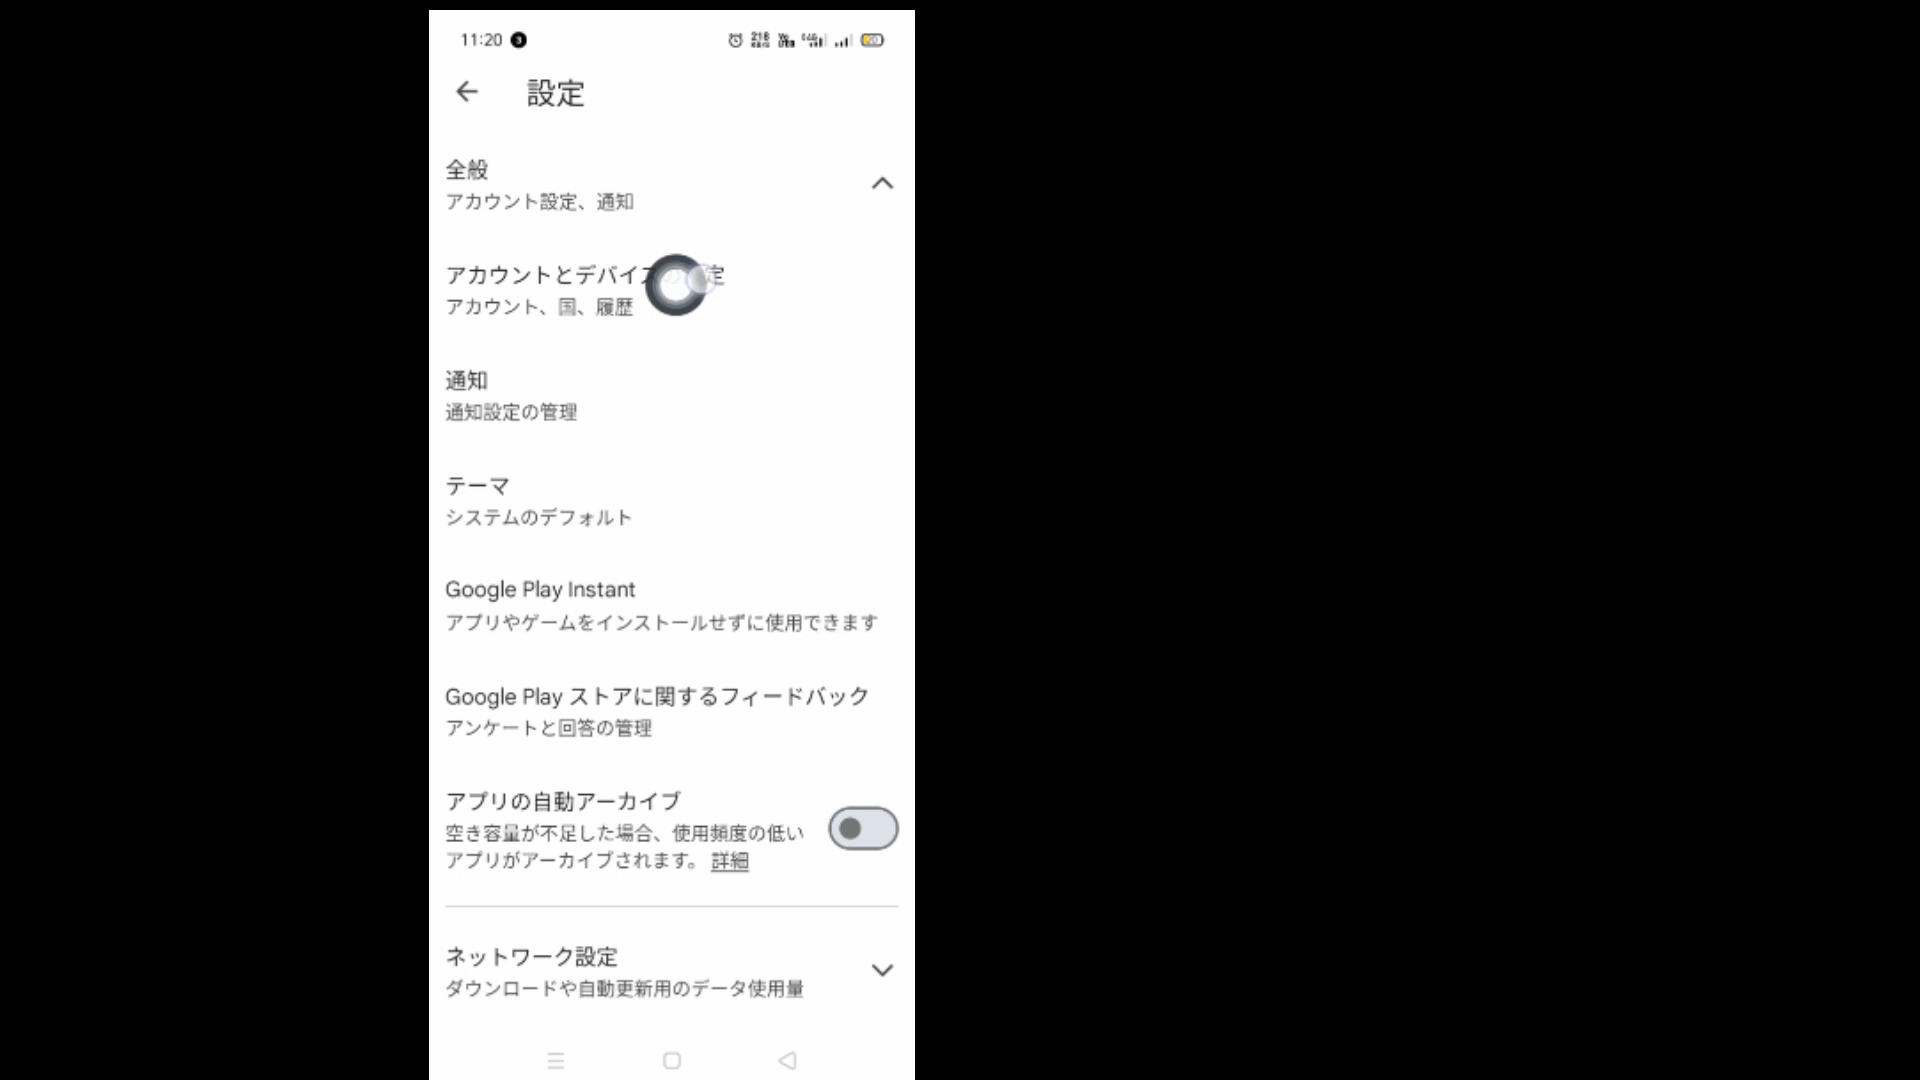 11:20 3
設定
全般
アカウント設定、通知
アカウントとデバイ 定
アカウント、国、履歴
通知
通知設定の管理
テーマ
システムのデフォルト
Google Play Instant
アプリやゲームをインストールせずに使用できます
Google Play ストアに関するフィードバック
アンケートと回答の管理
アプリの自動アーカイブ
空き容量が不足した場合、使用頻度の低い
アプリがアーカイブされます。 詳細
ネットワーク設定
ダウンロードや自動更新用のデータ使用量